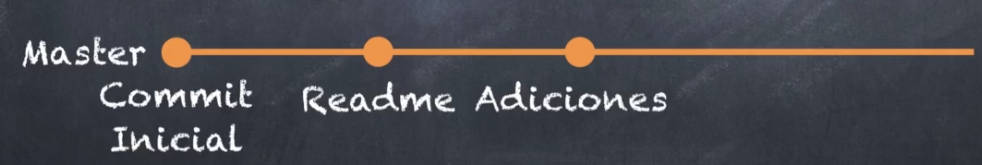 Master
Commit
Inicial
Readme
Adiciones